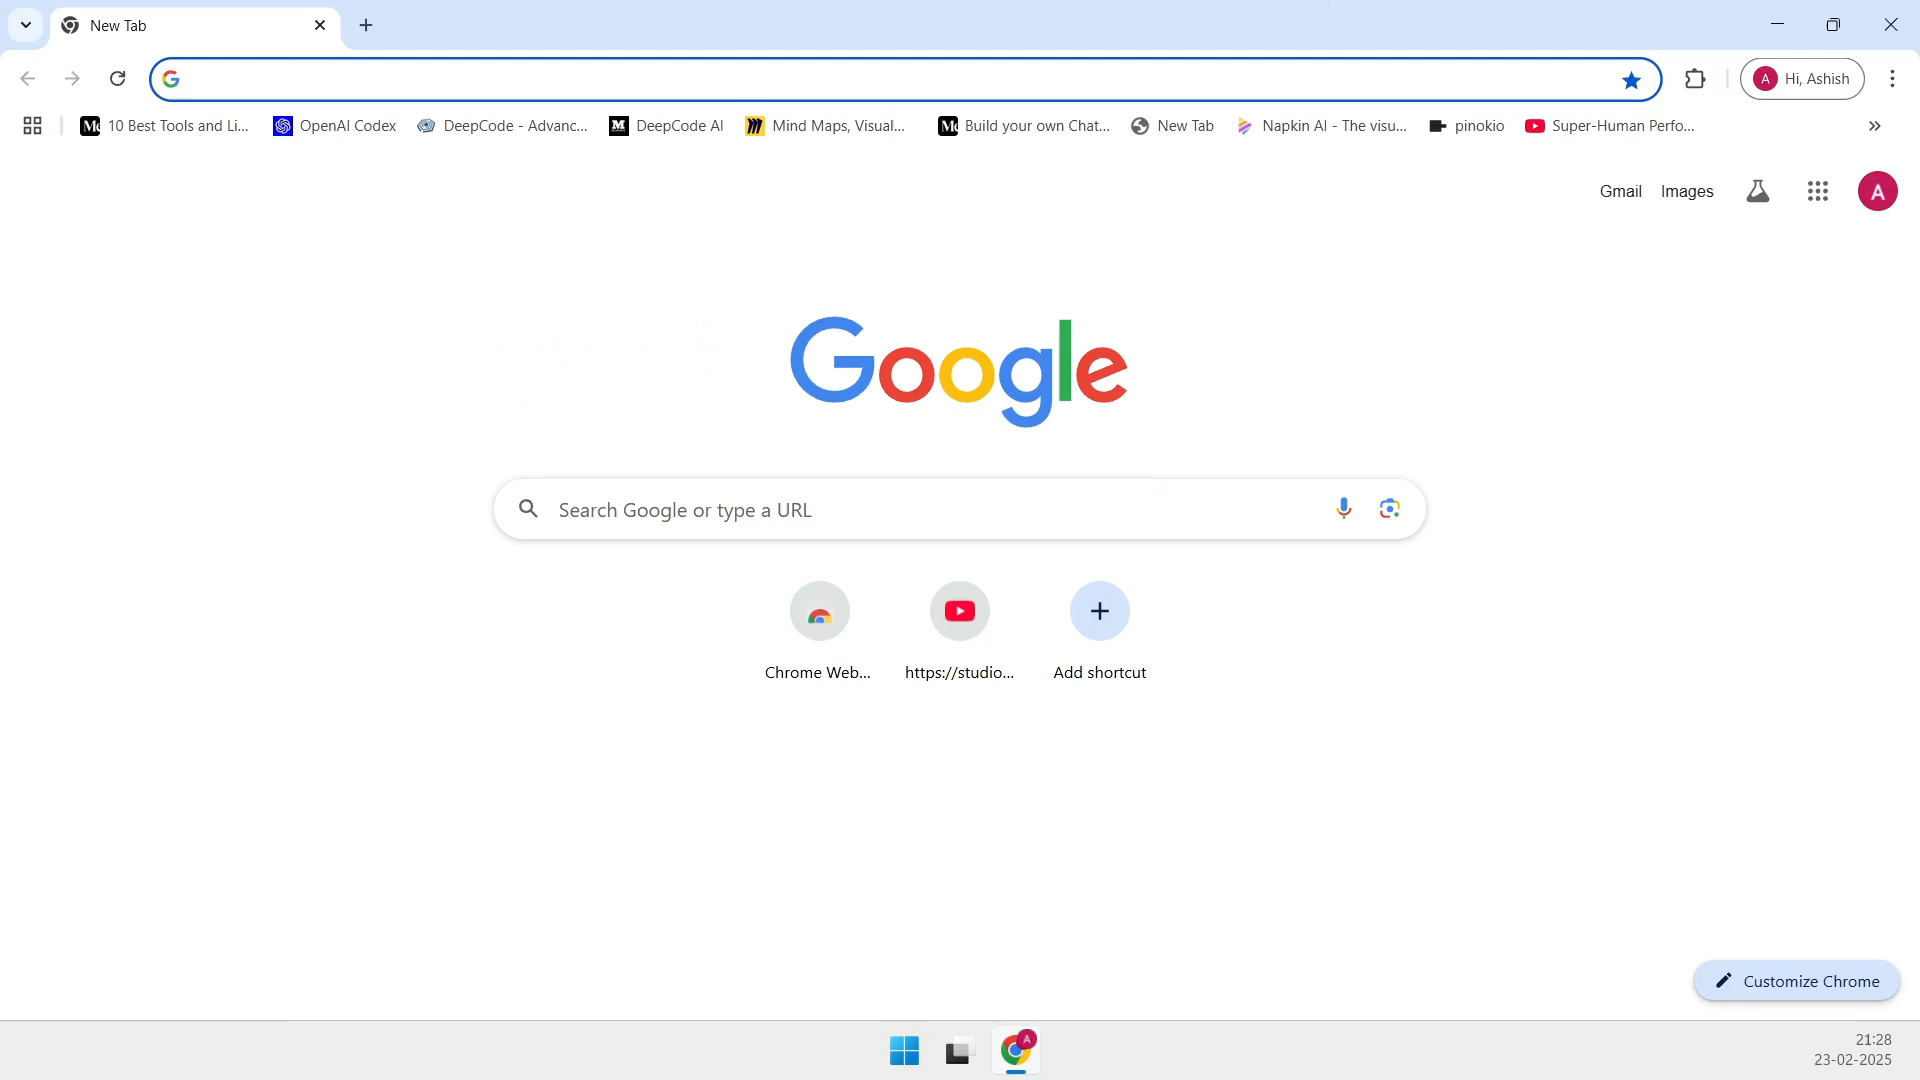 New Tab
Hi, Ashish
10 Best Tools and Li...
OpenAI Codex
DeepCode - Advanc...
DeepCode AI
Mind Maps, Visual...
Build your own Chat...
New Tab
Napkin AI - The visu...
pinokio
Super-Human Perfo...
Gmail
Images
A
Google
Search Google or type a URL
Chrome Web...
https://studio...
Add shortcut
Customize Chrome
21:28
23-02-2025